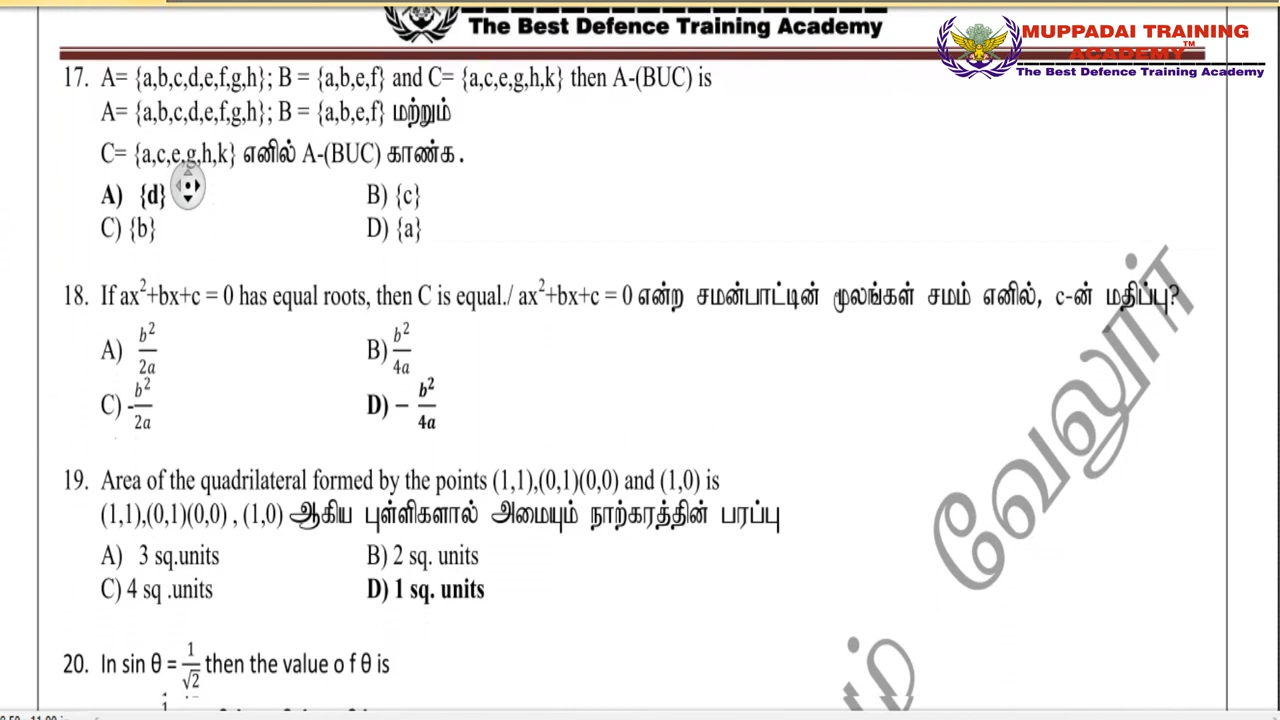 The Best Defence Training Academy
MUPPADAI TRAINING
ACADEMY™
The Best Defence Training Academy
17. A= {a,b,c,d,e,f,g,h}; B = {a,b,e,f} and C= {a,c,e,g,h,k} then A-(BUC) is
A= {a,b,c,d,e,f,g,h}; B = {a,b,e,f} மற்றும்
C= {a,c,e,g,h,k} எனில் A-(BUC) காண்க .
A) {d} B) {c}
C) {b} D) {a}
18. If ax²+bx+c = 0 has equal roots, then C is equal./ ax²+bx+c = 0 என்ற சமன்பாட்டின் மூலங்கள் சமம் எனில், c-ன் மதிப்பு?
A) b²/2a B) b²/4a
C) -b²/2a D) – b²/4a
19. Area of the quadrilateral formed by the points (1,1),(0,1)(0,0) and (1,0) is
(1,1),(0,1)(0,0) , (1,0) ஆகிய புள்ளிகளால் அமையும் நாற்கரத்தின் பரப்பு
A) 3 sq.units B) 2 sq. units
C) 4 sq .units D) 1 sq. units
வேலூர்
20. In sin θ = 1/√2 then the value o f θ is